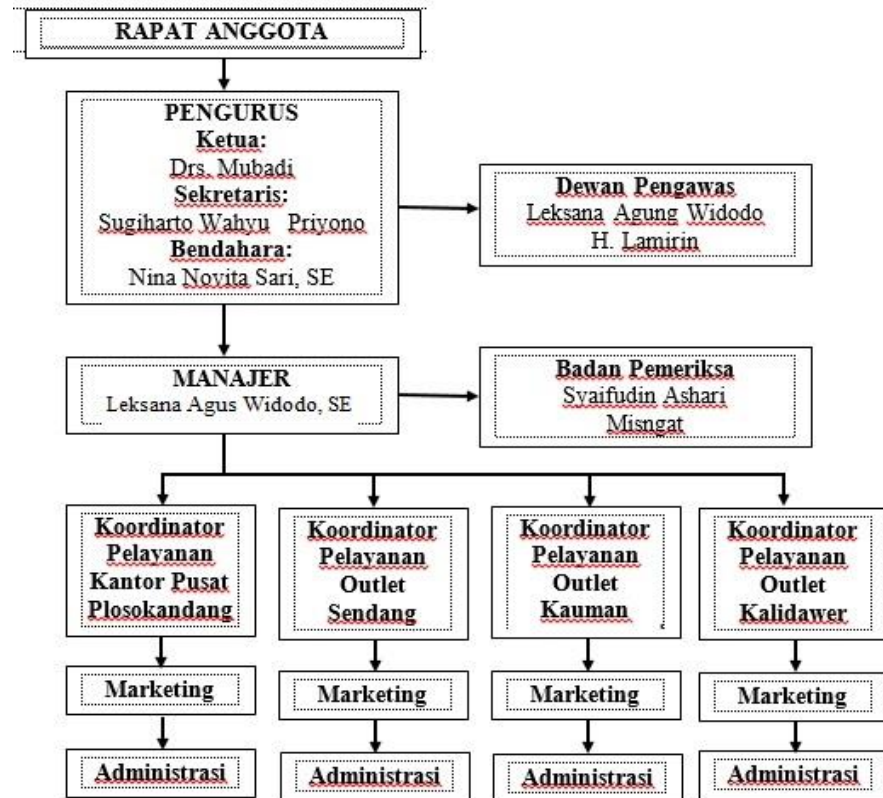 RAPAT ANGGOTA
PENGURUS
Ketua:
Drs. Mubadi
Sekretaris:
Sugiharto Wahyu Priyono
Bendahara:
Nina Novita Sari, SE
Dewan Pengawas
Leksana Agung Widodo
H. Lamirin
MANAJER
Leksana Agus Widodo, SE
Badan Pemeriksa
Syaifudin Ashari
Misngat
Koordinator
Pelayanan
Kantor Pusat
Plosokandang
Koordinator
Pelayanan
Outlet
Sendang
Koordinator
Pelayanan
Outlet
Kauman
Koordinator
Pelayanan
Outlet
Kalidawer
Marketing
Marketing
Marketing
Marketing
Administrasi
Administrasi
Administrasi
Administrasi